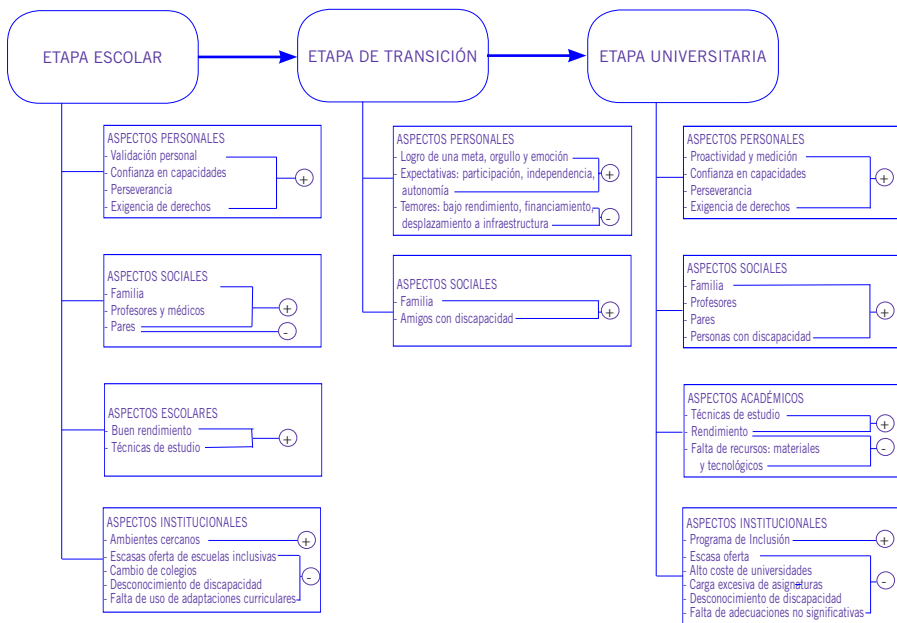 ETAPA ESCOLAR
ETAPA DE TRANSICIÓN
ETAPA UNIVERSITARIA
ASPECTOS PERSONALES
- Validación personal
- Confianza en capacidades
- Perseverancia
- Exigencia de derechos
+
ASPECTOS SOCIALES
- Familia
- Profesores y médicos
- Pares
+
-
ASPECTOS ESCOLARES
- Buen rendimiento
- Técnicas de estudio
+
ASPECTOS INSTITUCIONALES
- Ambientes cercanos
- Escasas oferta de escuelas inclusivas
- Cambio de colegios
- Desconocimiento de discapacidad
- Falta de uso de adaptaciones curriculares
+
-
ASPECTOS PERSONALES
- Logro de una meta, orgullo y emoción
- Expectativas: participación, independencia,
autonomía
- Temores: bajo rendimiento, financiamiento,
desplazamiento a infraestructura
+
-
ASPECTOS SOCIALES
- Familia
- Amigos con discapacidad
+
ASPECTOS PERSONALES
- Proactividad y medición
- Confianza en capacidades
- Perseverancia
- Exigencia de derechos
+
ASPECTOS SOCIALES
- Familia
- Profesores
- Pares
- Personas con discapacidad
+
ASPECTOS ACADÉMICOS
- Técnicas de estudio
- Rendimiento
- Falta de recursos: materiales
y tecnológicos
+
-
ASPECTOS INSTITUCIONALES
- Programa de Inclusión
- Escasa oferta
- Alto coste de universidades
- Carga excesiva de asignaturas
- Desconocimiento de discapacidad
- Falta de adecuaciones no significativas
+
-